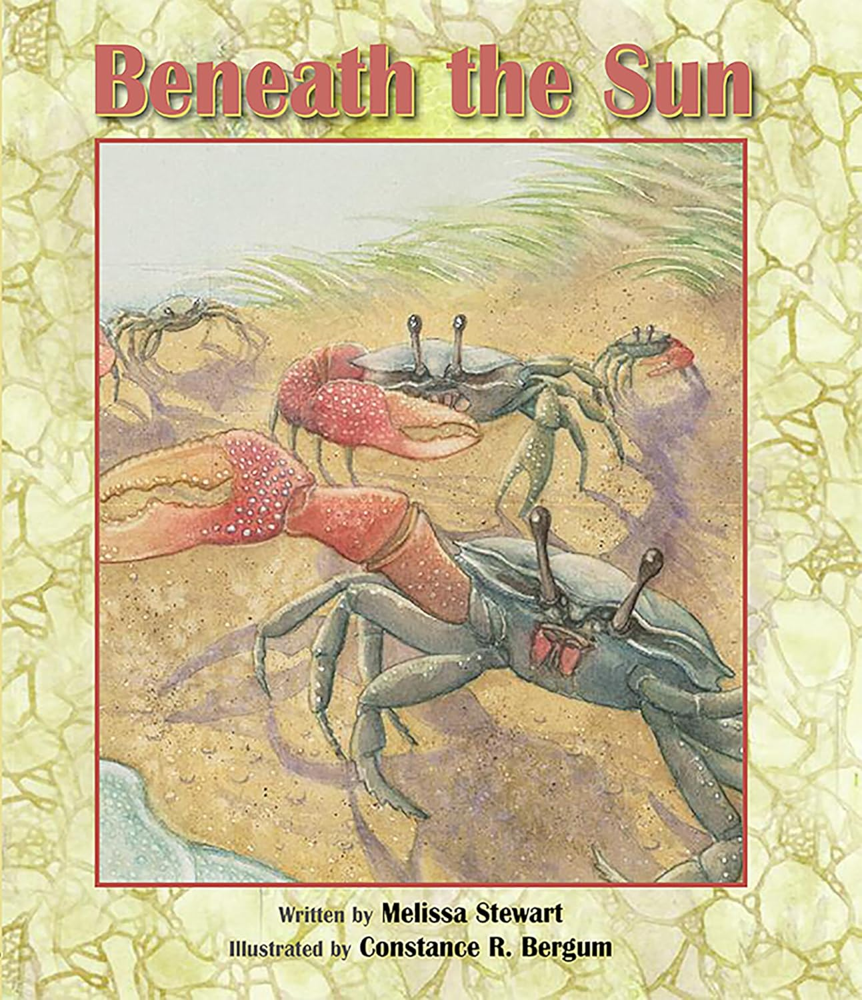 Beneath the Sun
Written by Melissa Stewart
Illustrated by Constance R. Bergum